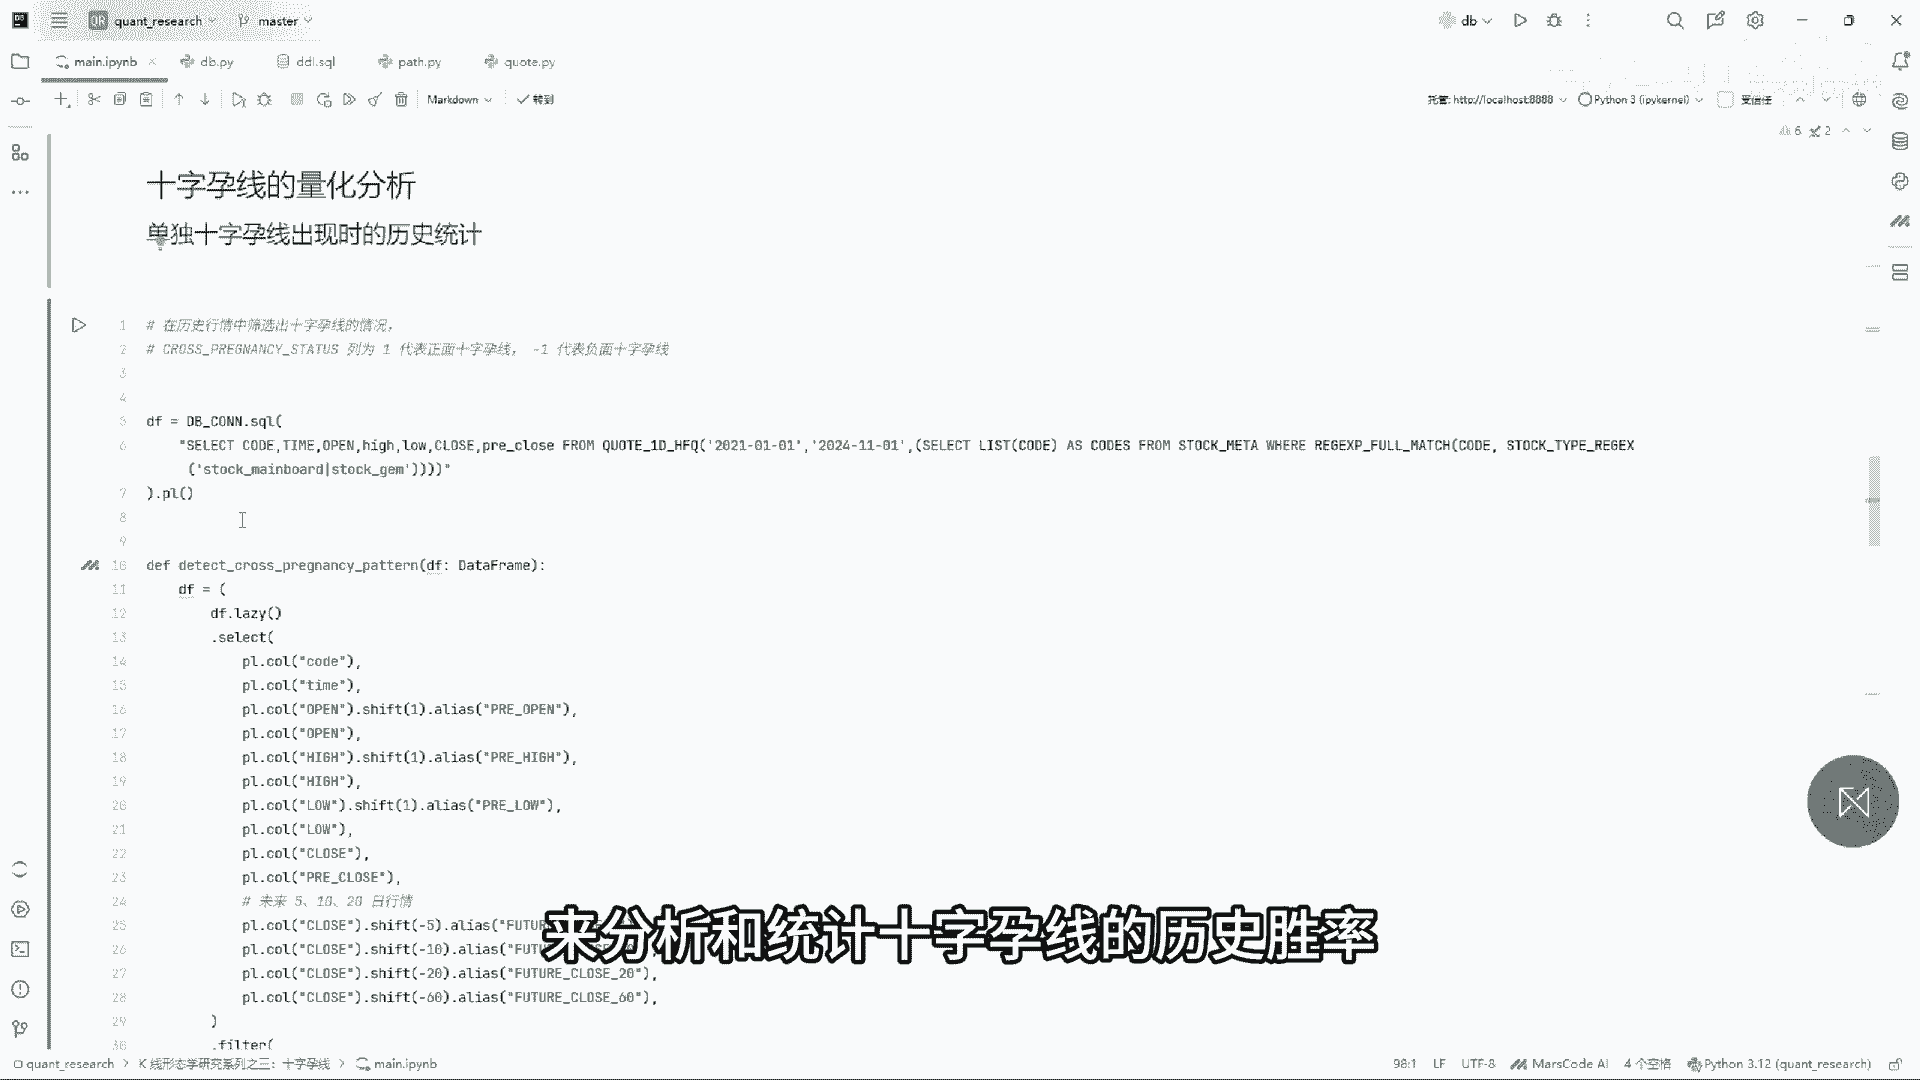 quant_research
master
db
main.ipynb
db.py
ddl.sql
path.py
quote.py
Markdown
转到
托管: http://localhost:8888
Python 3 (ipykernel)
受信任
6 2
十字孕线的量化分析
单独十字孕线出现时的历史统计
1 # 在历史行情中筛选出十字孕线的情况，
2 # CROSS_PREGNANCY_STATUS 列为 1 代表正面十字孕线， -1 代表负面十字孕线
3
4
5 df = DB_CONN.sql(
6 "SELECT CODE,TIME,OPEN,high,low,CLOSE,pre_close FROM QUOTE_1D_HFQ('2021-01-01','2024-11-01',(SELECT LIST(CODE) AS CODES FROM STOCK_META WHERE REGEXP_FULL_MATCH(CODE, STOCK_TYPE_REGEX
('stock_mainboard|stock_gem'))))"
7 ).pl()
8
9
10 def detect_cross_pregnancy_pattern(df: DataFrame):
11 df = (
12 df.lazy()
13 .select(
14 pl.col("code"),
15 pl.col("time"),
16 pl.col("OPEN").shift(1).alias("PRE_OPEN"),
17 pl.col("OPEN"),
18 pl.col("HIGH").shift(1).alias("PRE_HIGH"),
19 pl.col("HIGH"),
20 pl.col("LOW").shift(1).alias("PRE_LOW"),
21 pl.col("LOW"),
22 pl.col("CLOSE"),
23 pl.col("PRE_CLOSE"),
24 # 未来 5、10、20 日行情
25 pl.col("CLOSE").shift(-5).alias("FUTU
26 pl.col("CLOSE").shift(-10).alias("FUT
27 pl.col("CLOSE").shift(-20).alias("FUTURE_CLOSE_20"),
28 pl.col("CLOSE").shift(-60).alias("FUTURE_CLOSE_60"),
29 )
30 .filter(
来分析和统计十字孕线的历史胜率
quant_research > K 线形态学研究系列之三：十字孕线 > main.ipynb
98:1 LF UTF-8 MarsCode AI 4 个空格 Python 3.12 (quant_research)